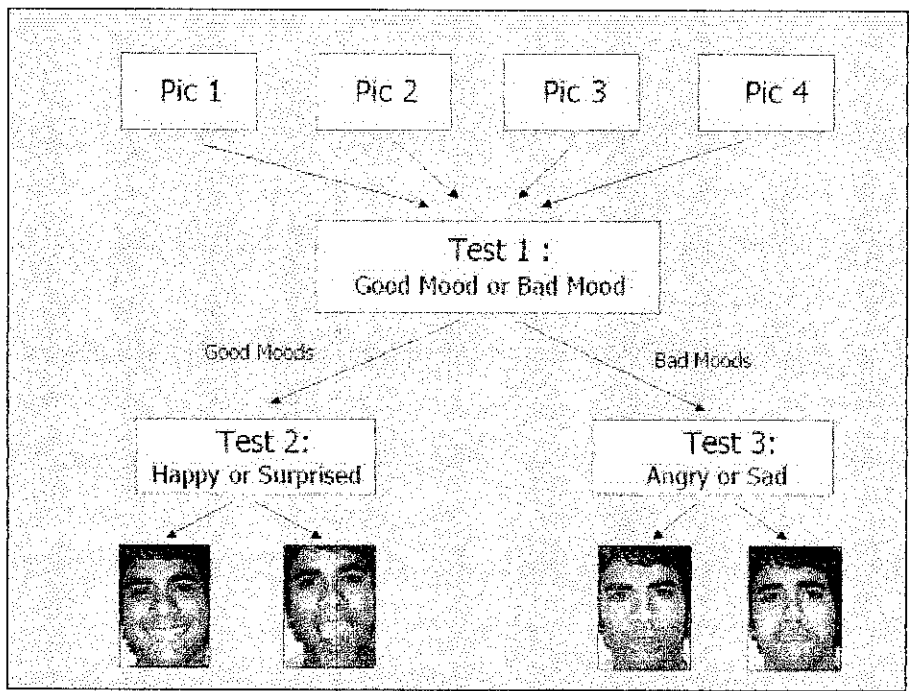 Pic 1
Pic 2
Pic 3
Pic 4
Test 1 :
Good Mood or Bad Mood
Good Moods
Bad Moods
Test 2:
Happy or Surprised
Test 3:
Angry or Sad